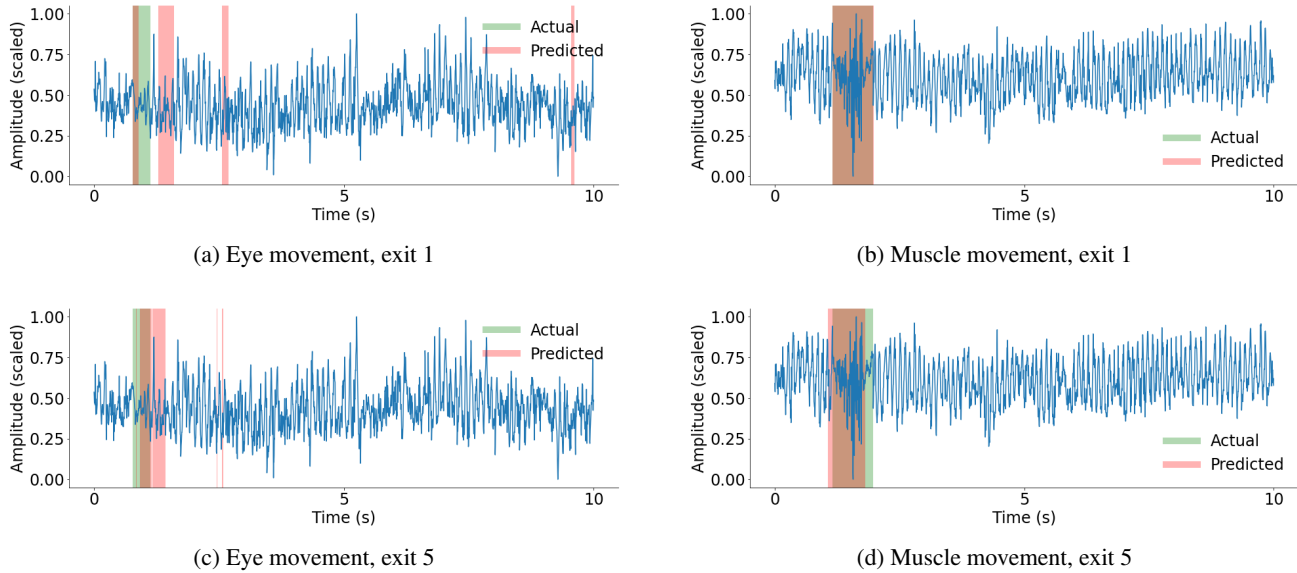 1.00
0.75
0.50
0.25
0.00
Amplitude (scaled)
0
5
10
Time (s)
Actual
Predicted
(a) Eye movement, exit 1
1.00
0.75
0.50
0.25
0.00
Amplitude (scaled)
0
5
10
Time (s)
Actual
Predicted
(b) Muscle movement, exit 1
1.00
0.75
0.50
0.25
0.00
Amplitude (scaled)
0
5
10
Time (s)
Actual
Predicted
(c) Eye movement, exit 5
1.00
0.75
0.50
0.25
0.00
Amplitude (scaled)
0
5
10
Time (s)
Actual
Predicted
(d) Muscle movement, exit 5